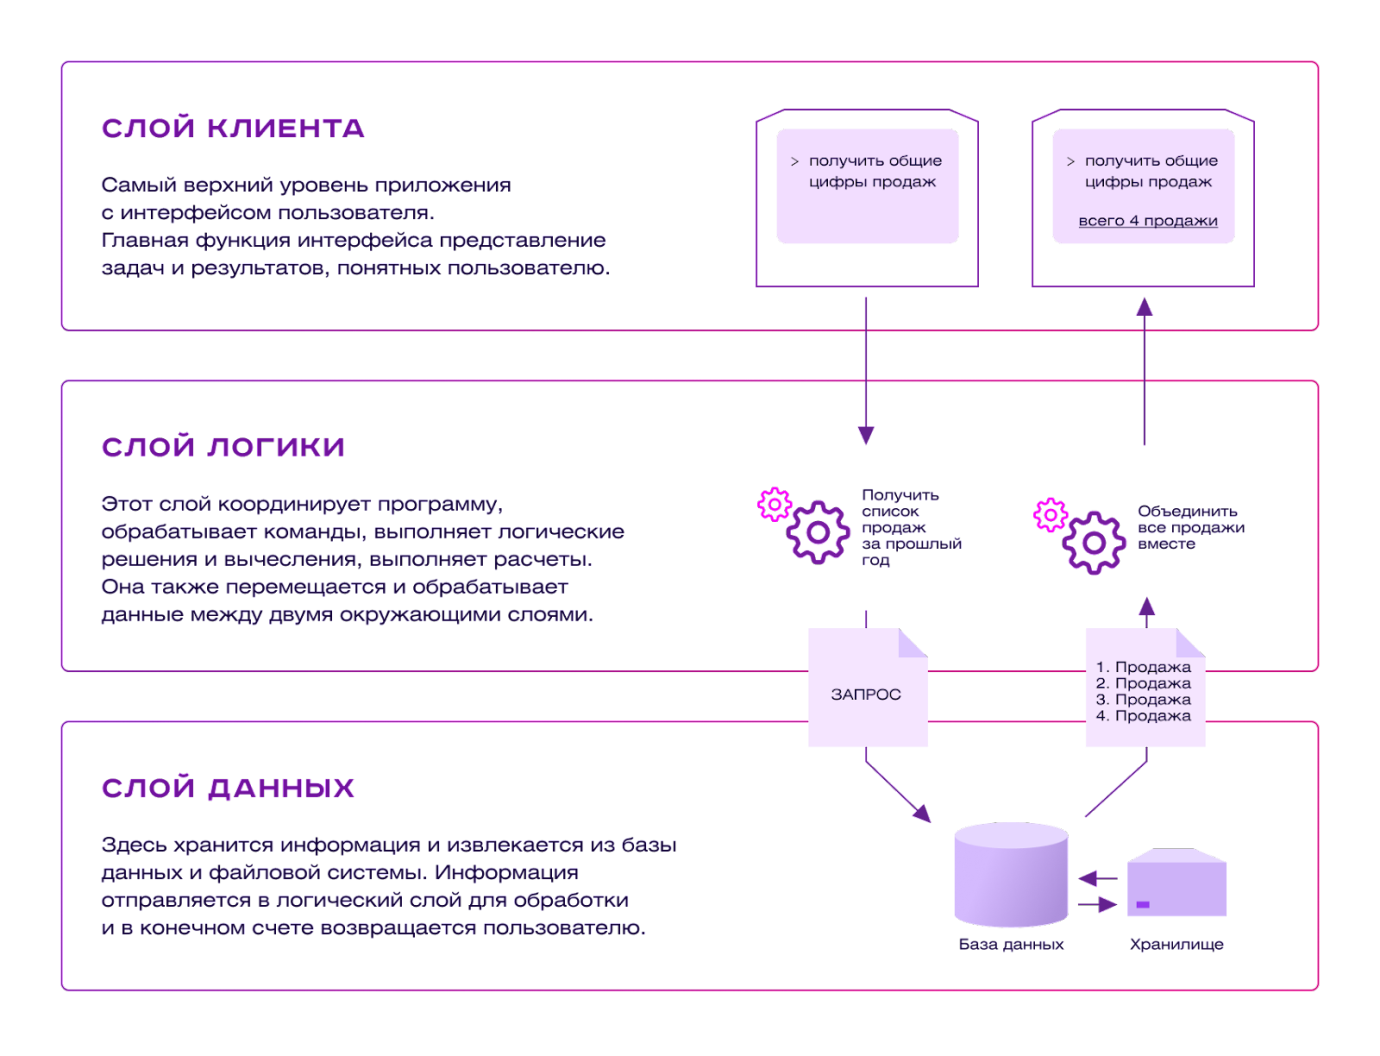 СЛОЙ КЛИЕНТА
Самый верхний уровень приложения
с интерфейсом пользователя.
Главная функция интерфейса представление
задач и результатов, понятных пользователю.
> получить общие
цифры продаж
> получить общие
цифры продаж
всего 4 продажи
СЛОЙ ЛОГИКИ
Этот слой координирует программу,
обрабатывает команды, выполняет логические
решения и вычесления, выполняет расчеты.
Она также перемещается и обрабатывает
данные между двумя окружающими слоями.
Получить
список
продаж
за прошлый
год
Объединить
все продажи
вместе
ЗАПРОС
1. Продажа
2. Продажа
3. Продажа
4. Продажа
СЛОЙ ДАННЫХ
Здесь хранится информация и извлекается из базы
данных и файловой системы. Информация
отправляется в логический слой для обработки
и в конечном счете возвращается пользователю.
База данных
Хранилище